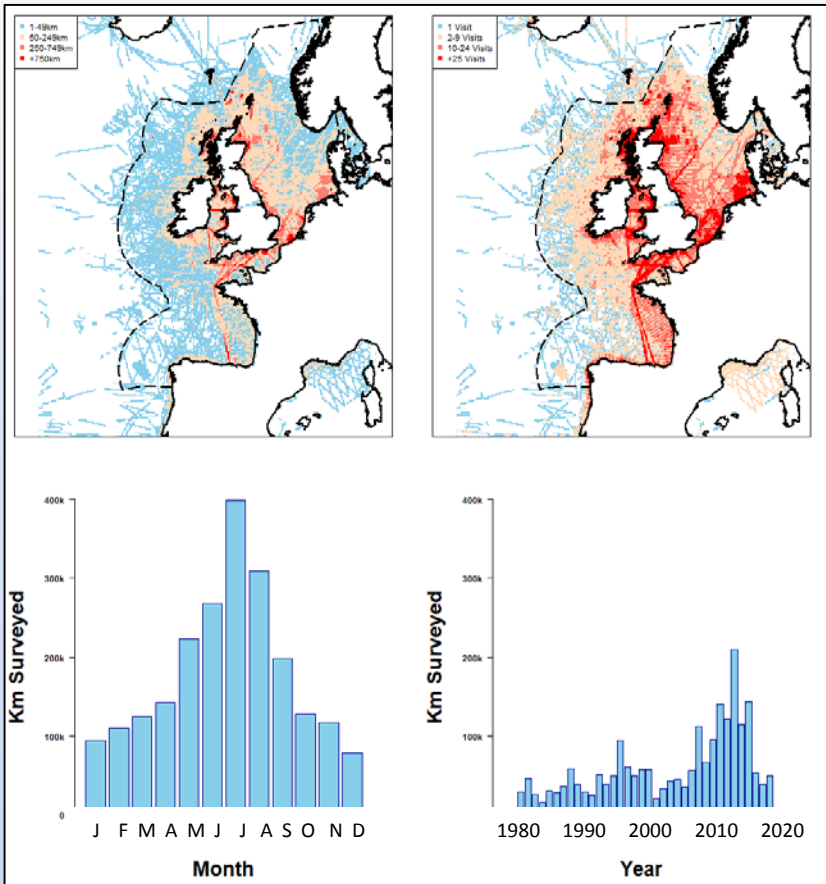 1-49km
50-249km
250-749km
+750km
1 Visit
2-9 Visits
10-24 Visits
+25 Visits
Km Surveyed
400k
300k
200k
100k
0
J F M A M J J A S O N D
Month
Km Surveyed
400k
300k
200k
100k
1980 1990 2000 2010 2020
Year